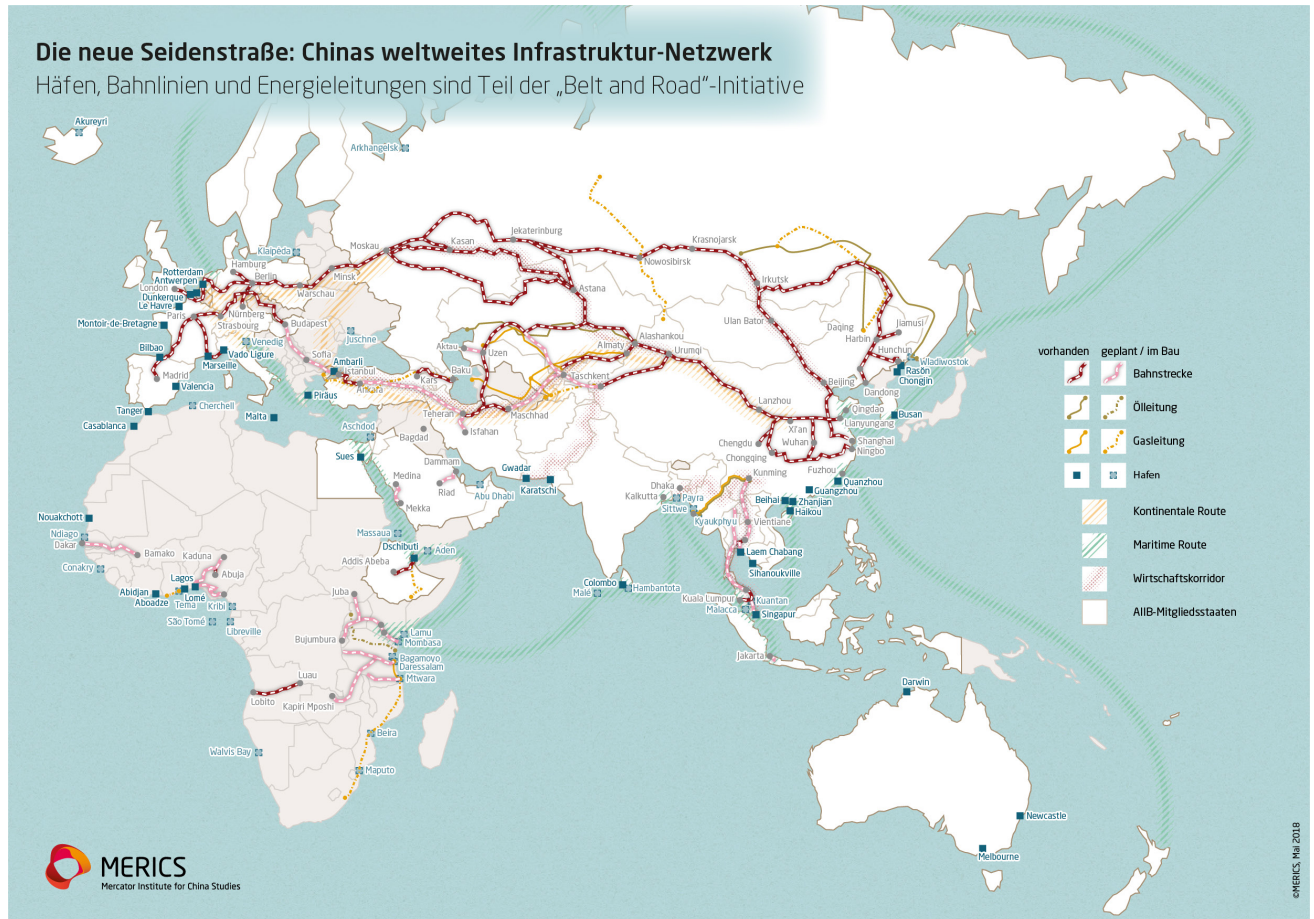 Die neue Seidenstraße: Chinas weltweites Infrastruktur-Netzwerk
Häfen, Bahnlinien und Energieleitungen sind Teil der „Belt and Road“-Initiative
Akureyri
Arkhangelsk
Klaipėda
Moskau
Kasan
Jekaterinburg
Nowosibirsk
Krasnojarsk
Irkutsk
Rotterdam
Antwerpen
London
Dunkerque
Le Havre
Paris
Montoir-de-Bretagne
Hamburg
Berlin
Warschau
Minsk
Nürnberg
Strasbourg
Budapest
Venedig
Juschne
Bilbao
Madrid
Marseille
Vado Ligure
Valencia
Sofia
Ambarli
Istanbul
Ankara
Piräus
Malta
Tanger
Casablanca
Cherchell
Kars
Baku
Aktau
Uzen
Astana
Almaty
Alashankou
Urumqi
Taschkent
Teheran
Maschhad
Isfahan
Bagdad
Aschdod
Sues
Medina
Mekka
Dammam
Riad
Abu Dhabi
Gwadar
Karatschi
Ulan Bator
Daqing
Jiamusi
Harbin
Hunchun
Wladiwostok
Rasŏn
Chongjin
Dandong
Beijing
Qingdao
Lianyungang
Busan
Lanzhou
Xi'an
Wuhan
Chengdu
Chongqing
Shanghai
Ningbo
Fuzhou
Quanzhou
Guangzhou
Kunming
Beihai
Zhanjian
Haikou
Dhaka
Kalkutta
Payra
Sittwe
Kyaukphyu
Vientiane
Laem Chabang
Sihanoukville
Kuala Lumpur
Kuantan
Malacca
Singapur
Jakarta
Colombo
Hambantota
Malé
Massaua
Dschibuti
Aden
Addis Abeba
Nouakchott
Ndiago
Dakar
Bamako
Conakry
Kaduna
Abuja
Lagos
Abidjan
Aboadze
Lomé
Tema
Kribi
São Tomé
Libreville
Juba
Bujumbura
Lamu
Mombasa
Bagamoyo
Daressalam
Mtwara
Luau
Lobito
Kapiri Mposhi
Beira
Walvis Bay
Maputo
Darwin
Newcastle
Melbourne
vorhanden
geplant / im Bau
Bahnstrecke
Ölleitung
Gasleitung
Hafen
Kontinentale Route
Maritime Route
Wirtschaftskorridor
AIIB-Mitgliedsstaaten
MERICS
Mercator Institute for China Studies
©MERICS, Mai 2018